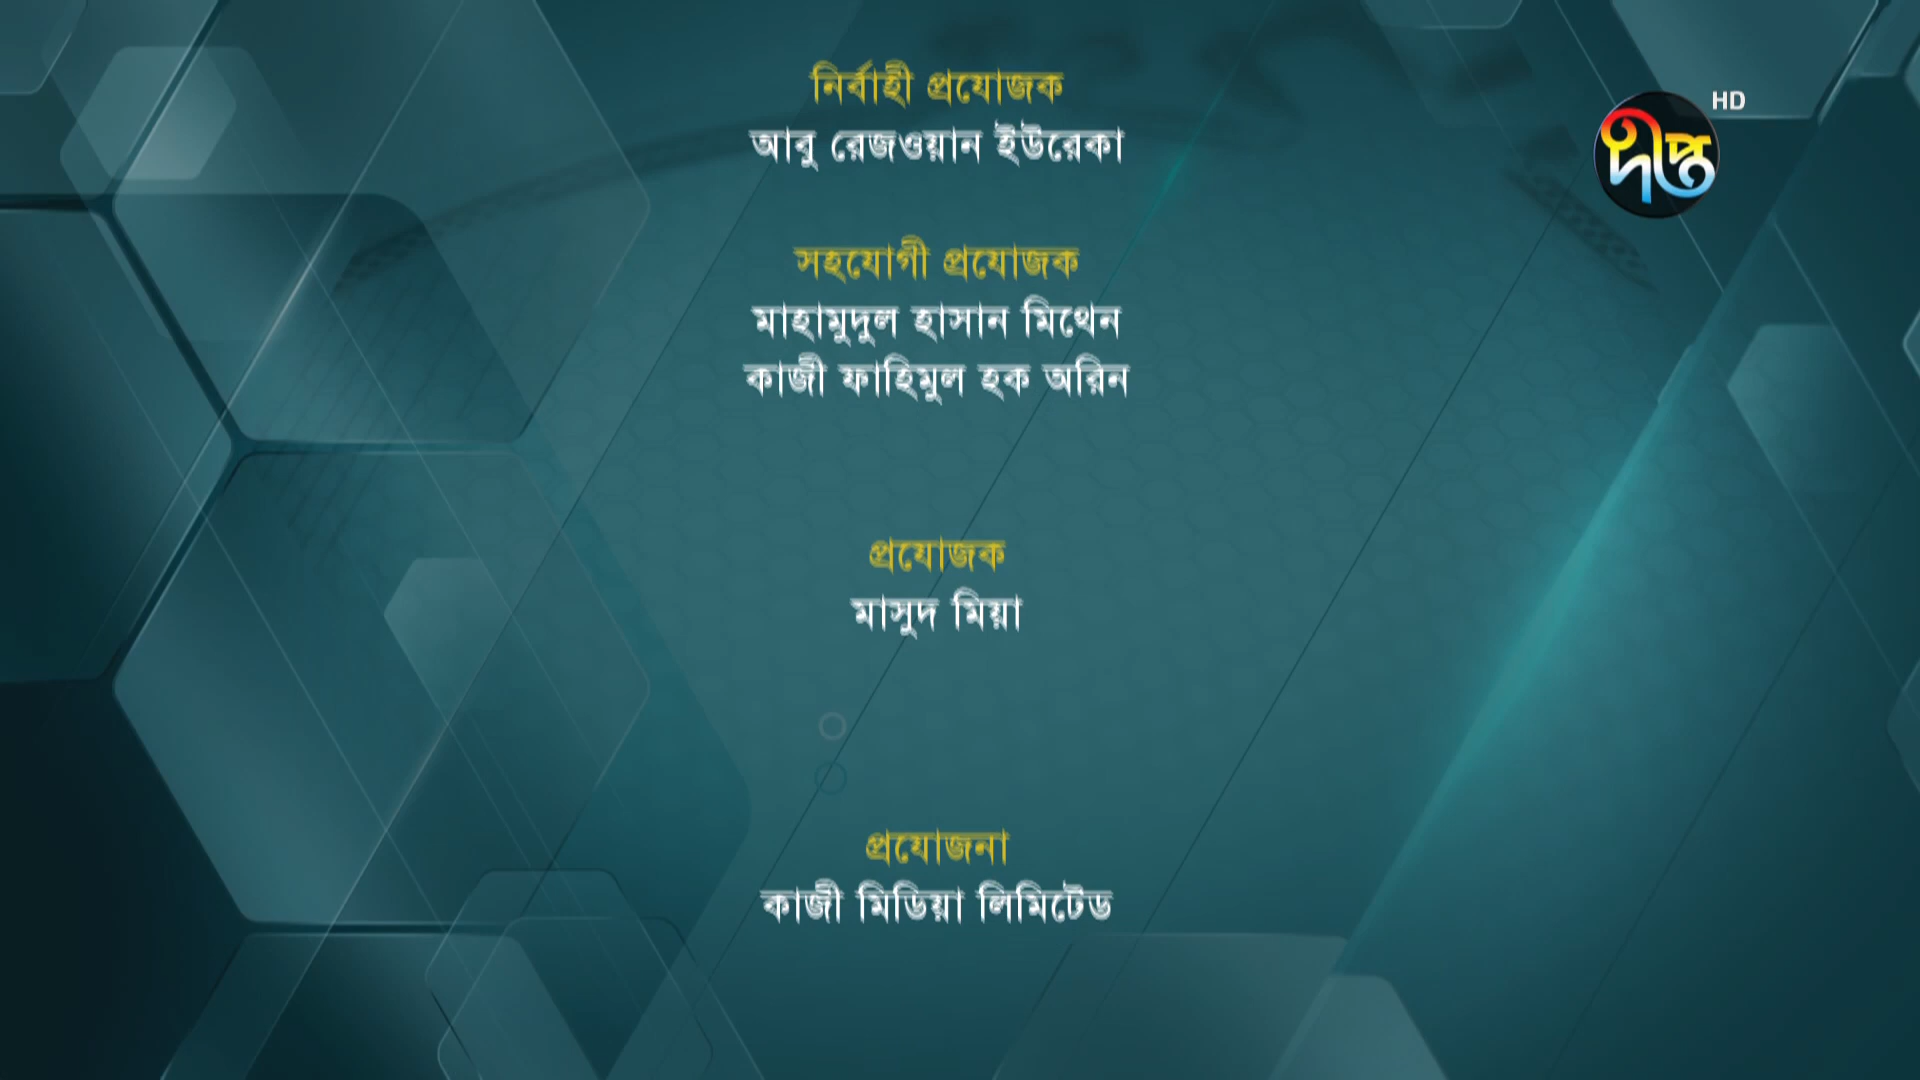 নির্বাহী প্রযোজক
আবু রেজওয়ান ইউরেকা
HD
দীপ্ত
সহযোগী প্রযোজক
মাহামুদুল হাসান মিথেন
কাজী ফাহিমুল হক অরিন
প্রযোজক
মাসুদ মিয়া
প্রযোজনা
কাজী মিডিয়া লিমিটেড